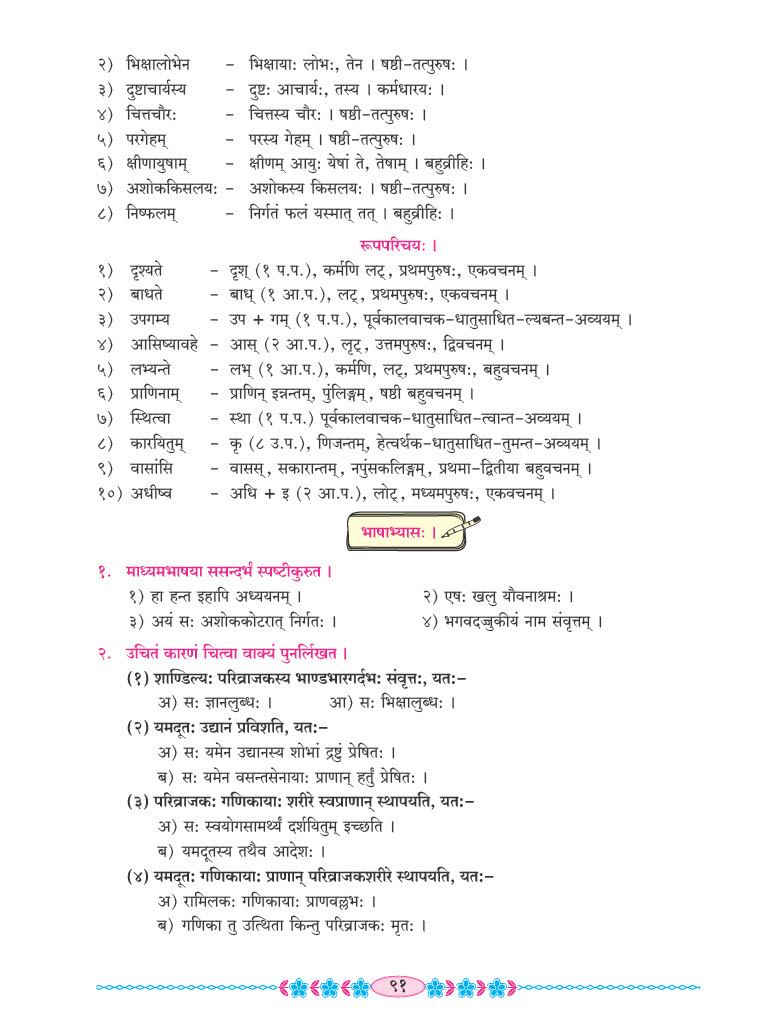 २) भिक्षालोभेन – भिक्षाया: लोभ:, तेन । षष्ठी-तत्पुरुष: ।
३) दुष्टाचार्यस्य – दुष्ट: आचार्य:, तस्य । कर्मधारय: ।
४) चित्तचौर: – चित्तस्य चौर: । षष्ठी-तत्पुरुष: ।
५) परगेहम् – परस्य गेहम् । षष्ठी-तत्पुरुष: ।
६) क्षीणायुषाम् – क्षीणम् आयु: येषां ते, तेषाम् । बहुव्रीहि: ।
७) अशोककिसलय: – अशोकस्य किसलय: । षष्ठी-तत्पुरुष: ।
८) निष्फलम् – निर्गतं फलं यस्मात् तत् । बहुव्रीहि: ।
रूपपरिचय: ।
१) दृश्यते – दृश् (१ प.प.), कर्मणि लट्, प्रथमपुरुष:, एकवचनम् ।
२) बाधते – बाध् (१ आ.प.), लट्, प्रथमपुरुष:, एकवचनम् ।
३) उपगम्य – उप + गम् (१ प.प.), पूर्वकालवाचक-धातुसाधित-ल्यबन्त-अव्ययम् ।
४) आसिष्यावहे – आस् (२ आ.प.), लृट्, उत्तमपुरुष:, द्विवचनम् ।
५) लभ्यन्ते – लभ् (१ आ.प.), कर्मणि, लट्, प्रथमपुरुष:, बहुवचनम् ।
६) प्राणिनाम् – प्राणिन् इन्नन्तम्, पुंलिङ्गम्, षष्ठी बहुवचनम् ।
७) स्थित्वा – स्था (१ प.प.) पूर्वकालवाचक-धातुसाधित-त्वान्त-अव्ययम् ।
८) कारयितुम् – कृ (८ उ.प.), णिजन्तम्, हेत्वर्थक-धातुसाधित-तुमन्त-अव्ययम् ।
९) वासांसि – वासस्, सकारान्तम्, नपुंसकलिङ्गम्, प्रथमा-द्वितीया बहुवचनम् ।
१०) अधीष्व – अधि + इ (२ आ.प.), लोट्, मध्यमपुरुष:, एकवचनम् ।
भाषाभ्यास: ।
१. माध्यमभाषया ससन्दर्भं स्पष्टीकुरुत ।
१) हा हन्त इहापि अध्ययनम् । २) एष: खलु यौवनाश्रम: ।
३) अयं स: अशोककोटरात् निर्गत: । ४) भगवदज्जुकीयं नाम संवृत्तम् ।
२. उचितं कारणं चित्वा वाक्यं पुनर्लिखत ।
(१) शाण्डिल्य: परिव्राजकस्य भाण्डभारगर्दभ: संवृत्त:, यत:–
अ) स: ज्ञानलुब्ध: । आ) स: भिक्षालुब्ध: ।
(२) यमदूत: उद्यानं प्रविशति, यत:–
अ) स: यमेन उद्यानस्य शोभां द्रष्टुं प्रेषित: ।
ब) स: यमेन वसन्तसेनाया: प्राणान् हर्तुं प्रेषित: ।
(३) परिव्राजक: गणिकाया: शरीरे स्वप्राणान् स्थापयति, यत:–
अ) स: स्वयोगसामर्थ्यं दर्शयितुम् इच्छति ।
ब) यमदूतस्य तथैव आदेश: ।
(४) यमदूत: गणिकाया: प्राणान् परिव्राजकशरीरे स्थापयति, यत:–
अ) रामिलक: गणिकाया: प्राणवल्लभ: ।
ब) गणिका तु उत्थिता किन्तु परिव्राजक: मृत: ।
९१